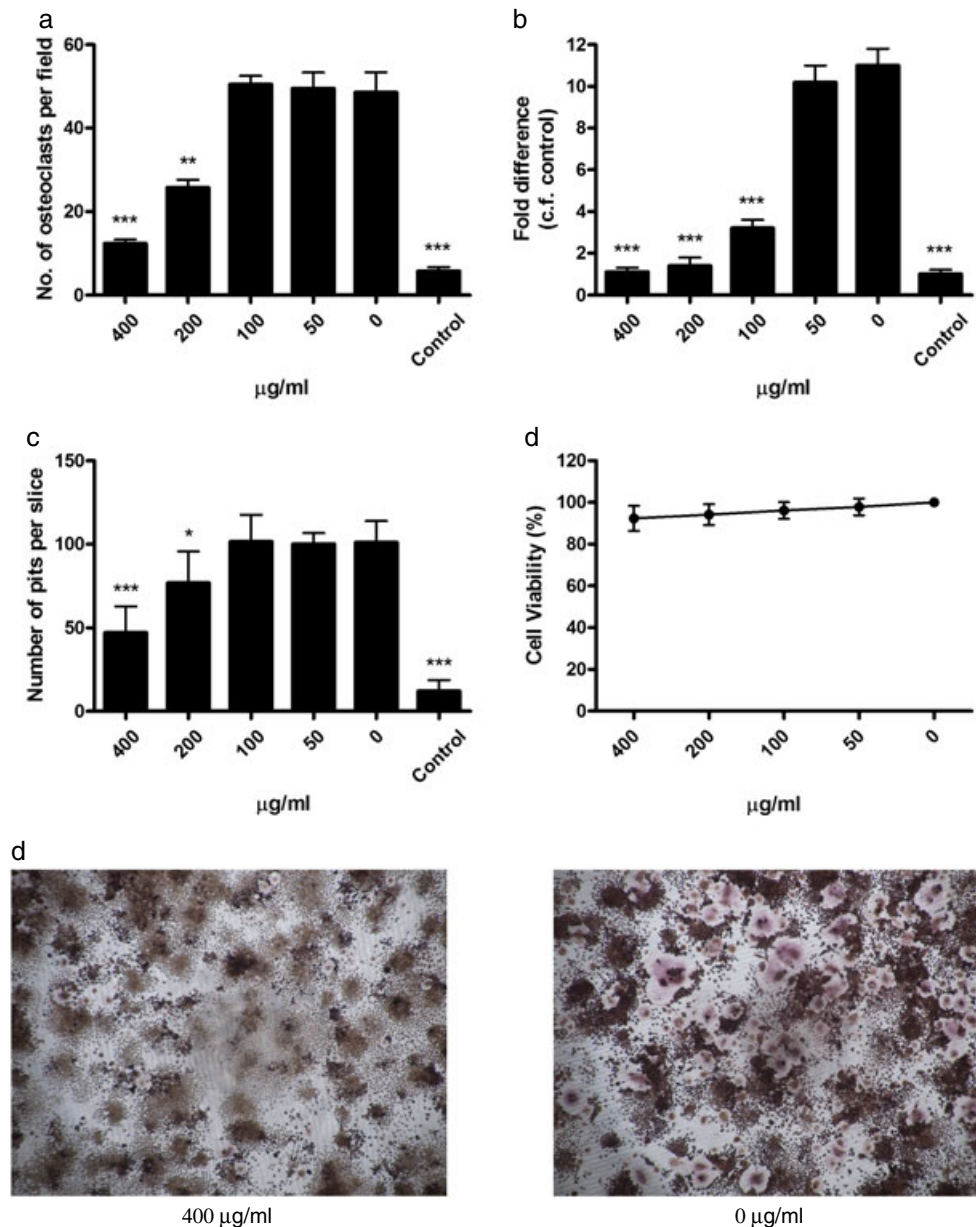 a
No. of osteoclasts per field
60
40
20
0
***
**
***
400
200
100
50
0
Control
μg/ml
b
Fold difference
(c.f. control)
12
10
8
6
4
2
0
***
***
***
***
400
200
100
50
0
Control
μg/ml
c
Number of pits per slice
150
100
50
0
***
*
***
400
200
100
50
0
Control
μg/ml
d
Cell Viability (%)
120
100
80
60
40
20
0
400
200
100
50
0
μg/ml
d
400 μg/ml
0 μg/ml